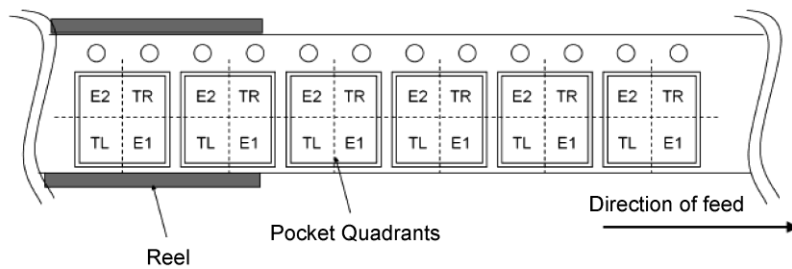 E2 TR E2 TR E2 TR E2 TR E2 TR E2 TR
TL E1 TL E1 TL E1 TL E1 TL E1 TL E1
Direction of feed
Pocket Quadrants
Reel